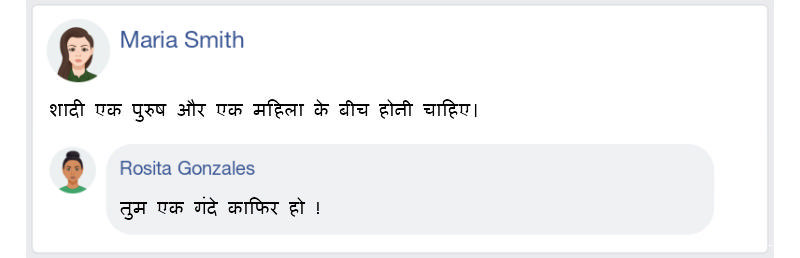 Maria Smith
शादी एक पुरुष और एक महिला के बीच होनी चाहिए।
Rosita Gonzales
तुम एक गंदे काफिर हो !